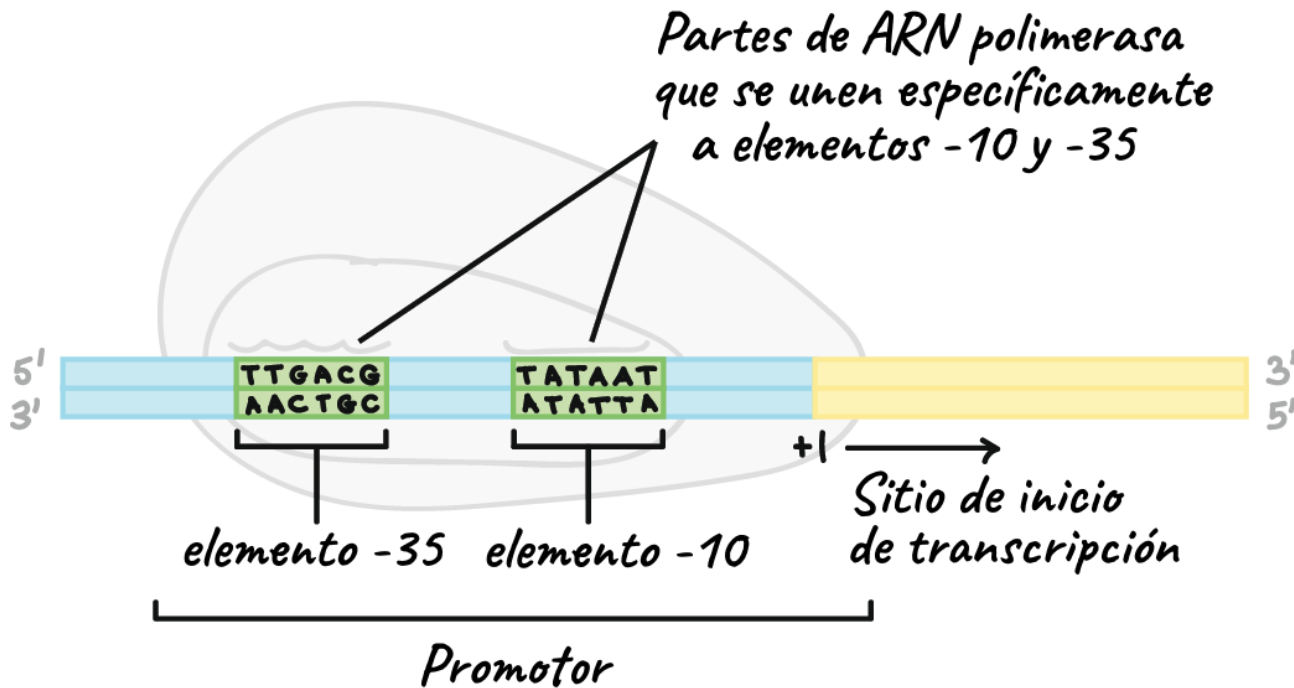 Partes de ARN polimerasa
que se unen específicamente
a elementos -10 y -35
5' TTGACG TATAAT 3'
3' AACTGC ATATTA 5'
+1
Sitio de inicio
de transcripción
elemento -35 elemento -10
Promotor